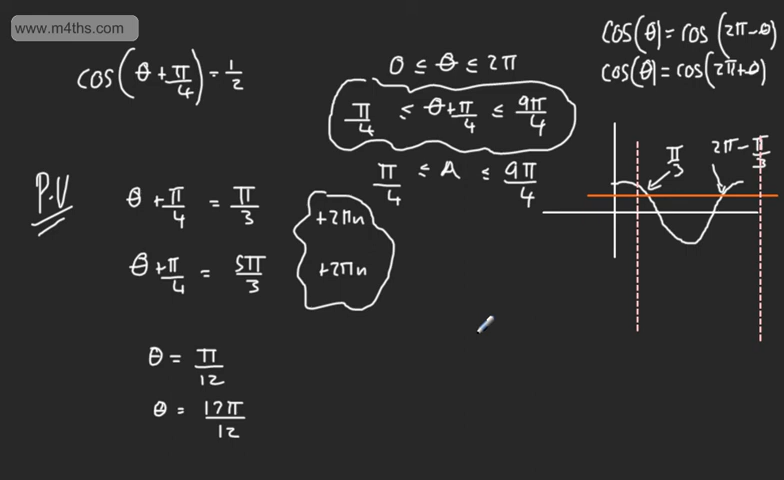 www.m4ths.com
cos(θ + π/4) = 1/2
0 ≤ θ ≤ 2π
π/4 ≤ θ + π/4 ≤ 9π/4
π/4 ≤ A ≤ 9π/4
cos(θ) = cos(2π - θ)
cos(θ) = cos(2π + θ)
π/3
2π - π/3
P.V
θ + π/4 = π/3 + 2πn
θ + π/4 = 5π/3 + 2πn
θ = π/12
θ = 17π/12